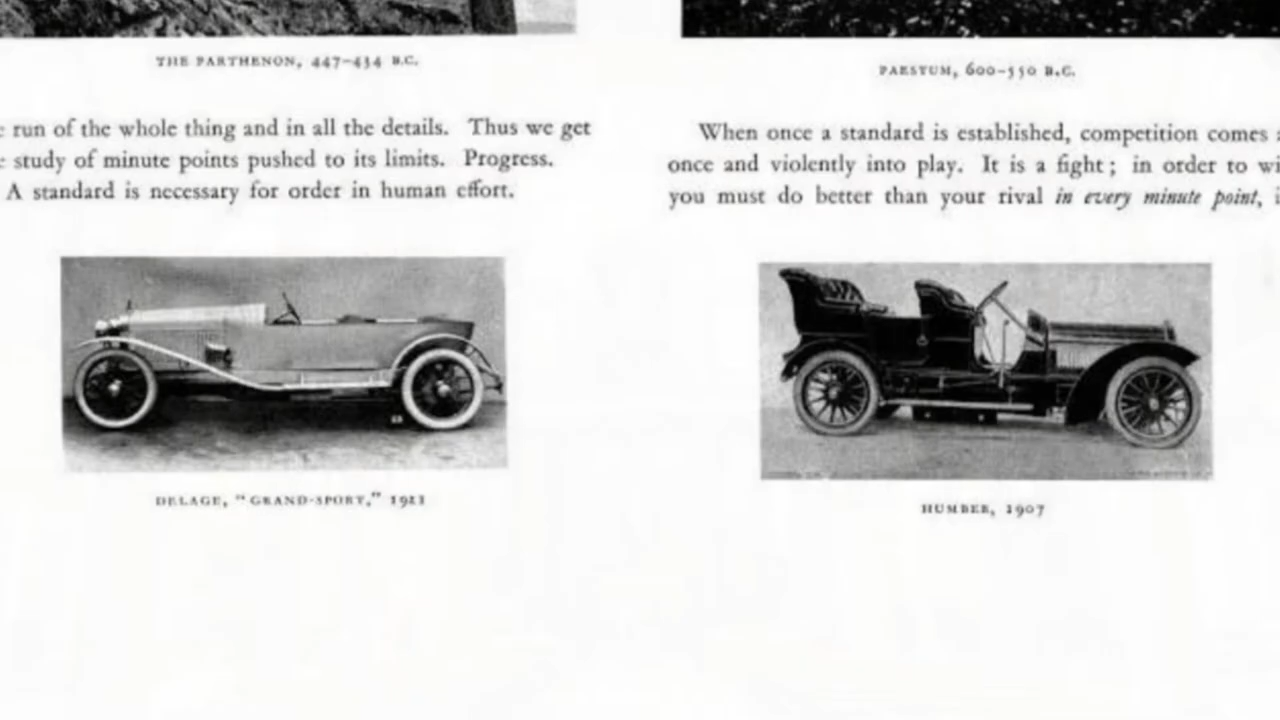 THE PARTHENON, 447–434 B.C.
run of the whole thing and in all the details. Thus we get
study of minute points pushed to its limits. Progress.
A standard is necessary for order in human effort.
DELAGE, “GRAND-SPORT,” 1921
PAESTUM, 600–550 B.C.
When once a standard is established, competition comes
once and violently into play. It is a fight; in order to
you must do better than your rival in every minute point,
HUMBER, 1907